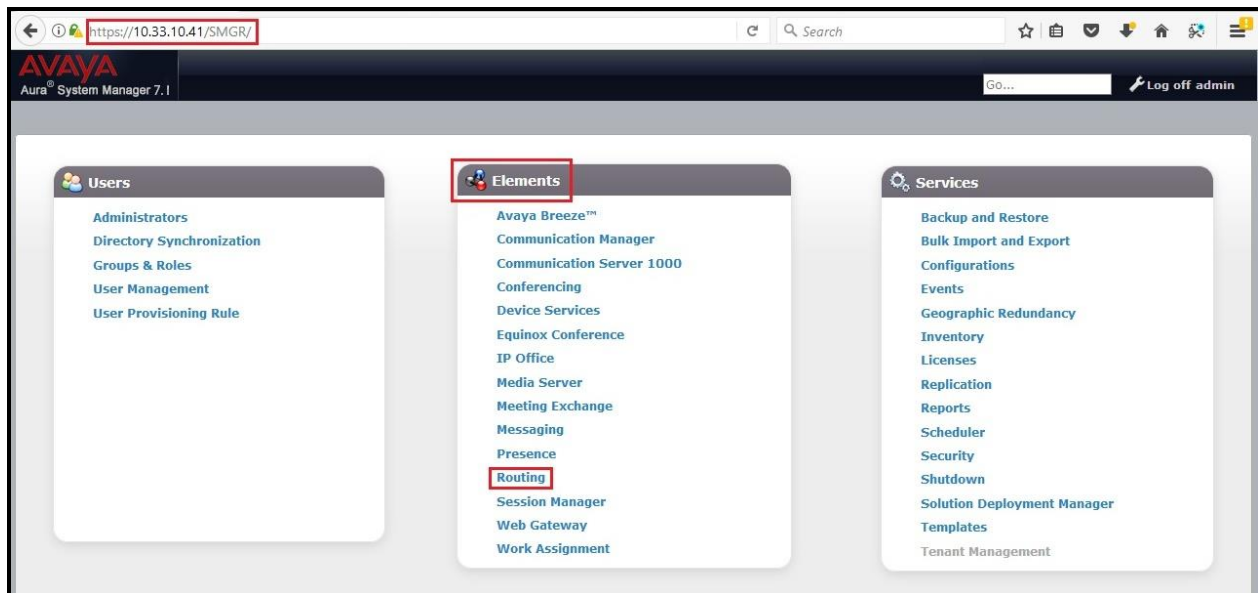 https://10.33.10.41/SMGR/
Search
AVAYA
Aura® System Manager 7.1
Go...
Log off admin
Users
Administrators
Directory Synchronization
Groups & Roles
User Management
User Provisioning Rule
Elements
Avaya Breeze™
Communication Manager
Communication Server 1000
Conferencing
Device Services
Equinox Conference
IP Office
Media Server
Meeting Exchange
Messaging
Presence
Routing
Session Manager
Web Gateway
Work Assignment
Services
Backup and Restore
Bulk Import and Export
Configurations
Events
Geographic Redundancy
Inventory
Licenses
Replication
Reports
Scheduler
Security
Shutdown
Solution Deployment Manager
Templates
Tenant Management